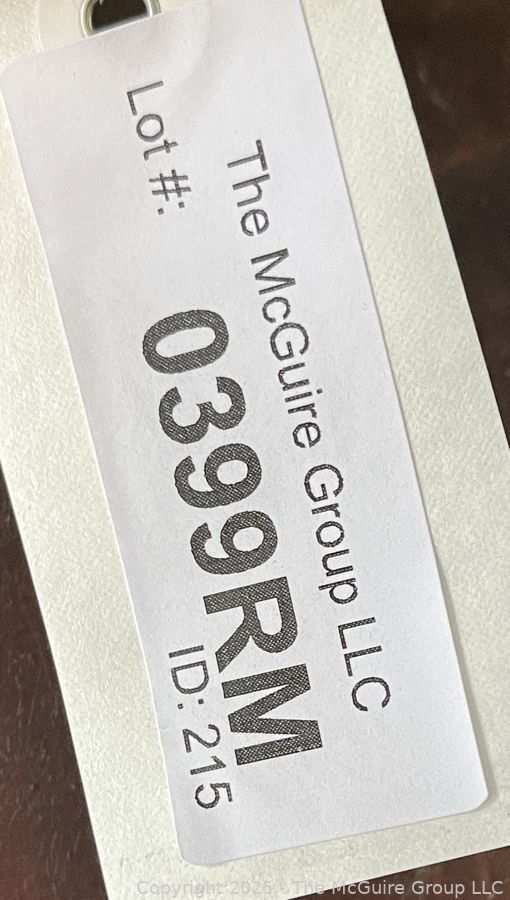 The McGuire Group LLC
Lot #: 0399RM
ID: 215
Copyright 2025 - The McGuire Group LLC